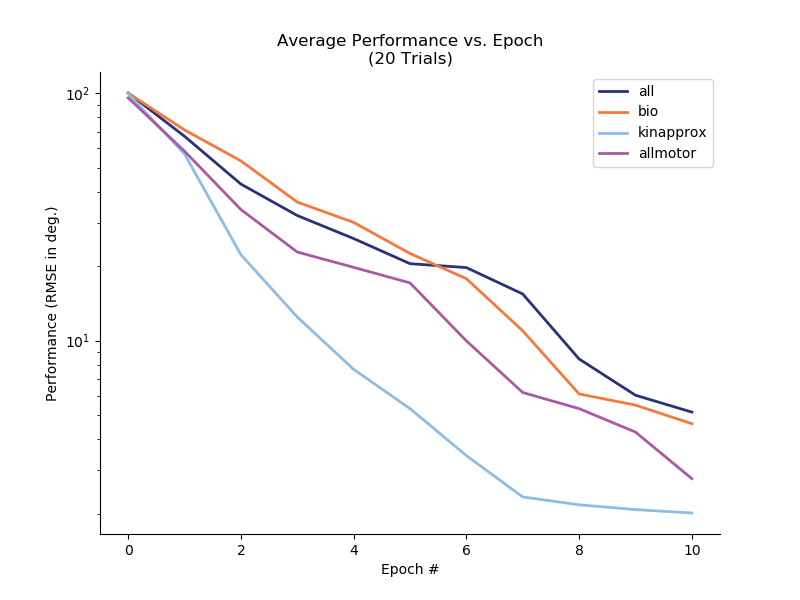 Average Performance vs. Epoch
(20 Trials)
all
bio
kinapprox
allmotor
Performance (RMSE in deg.)
10²
10¹
0 2 4 6 8 10
Epoch #